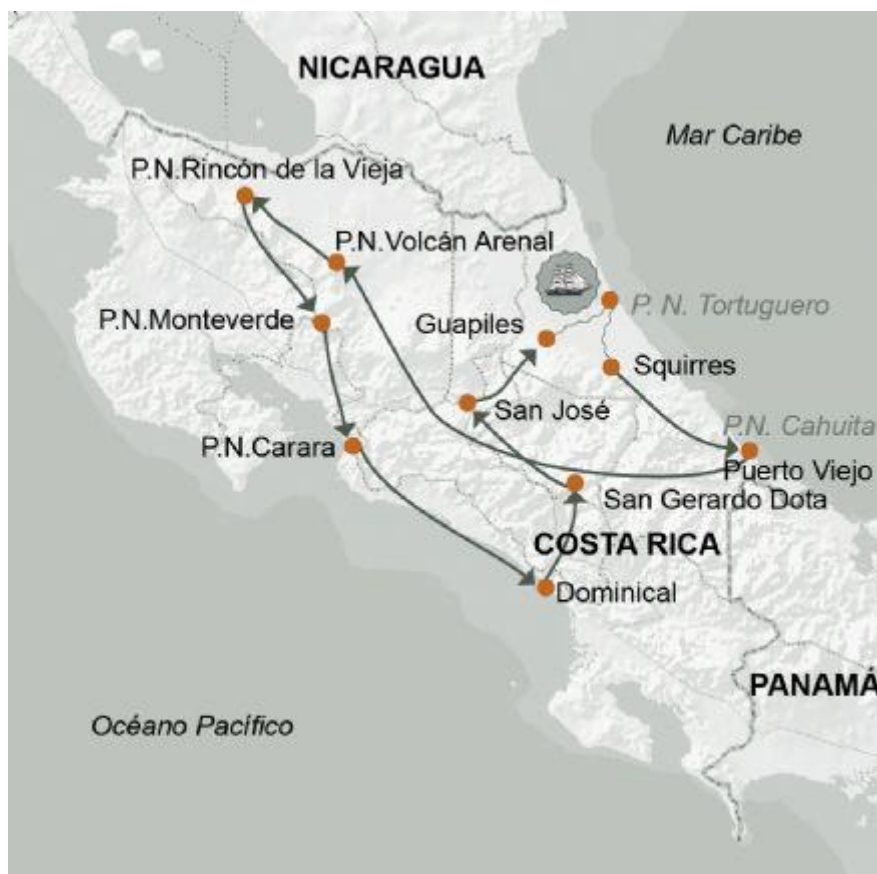 NICARAGUA
Mar Caribe
P.N.Rincón de la Vieja
P.N.Volcán Arenal
P. N. Tortuguero
P.N.Monteverde
Guapiles
Squirres
San José
P.N. Cahuita
P.N.Carara
Puerto Viejo
San Gerardo Dota
COSTA RICA
Dominical
PANAMÁ
Océano Pacífico